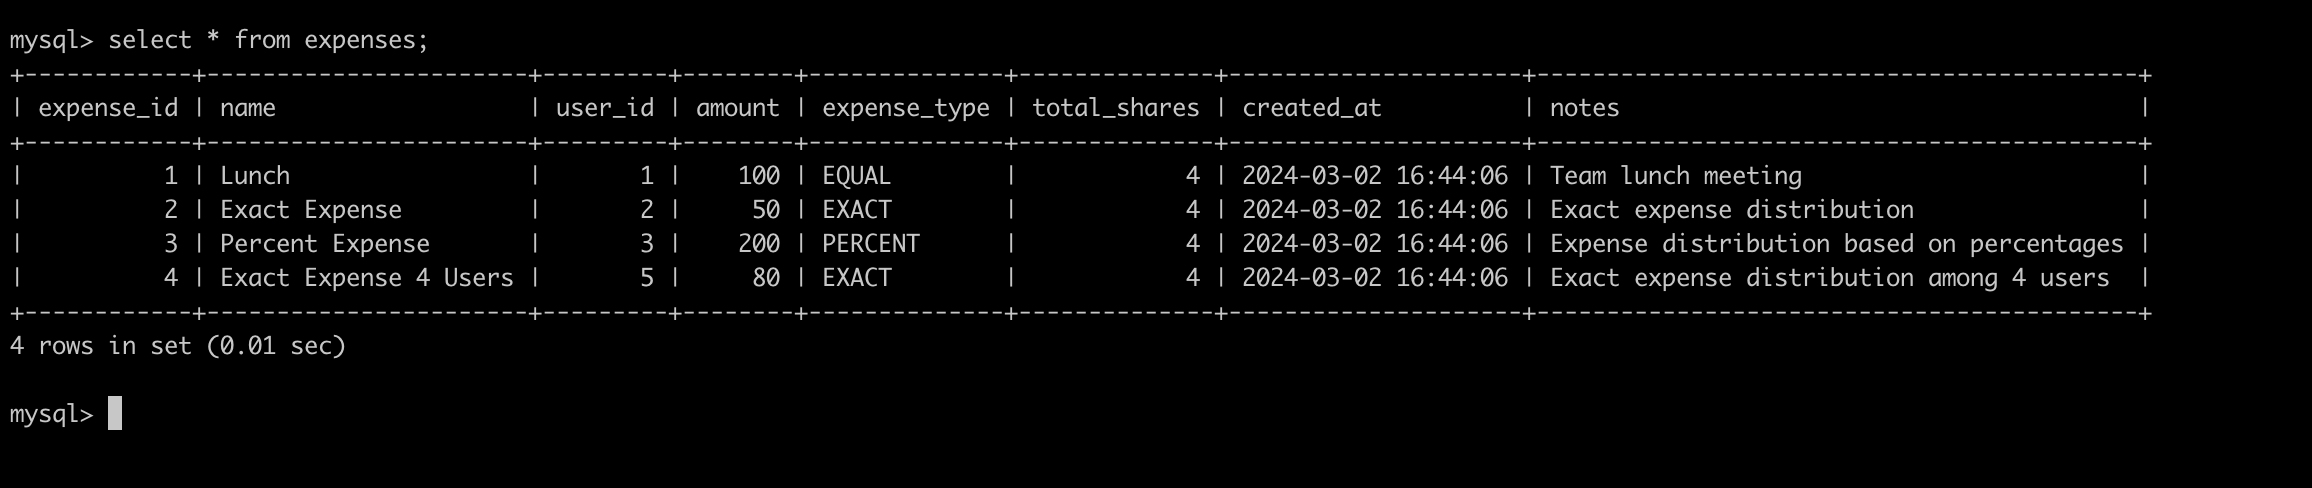 mysql> select * from expenses;
+------------+-----------------------+---------+--------+--------------+--------------+---------------------+-------------------------------------------+
| expense_id | name                  | user_id | amount | expense_type | total_shares | created_at          | notes                                     |
+------------+-----------------------+---------+--------+--------------+--------------+---------------------+-------------------------------------------+
|          1 | Lunch                 |       1 |    100 | EQUAL        |            4 | 2024-03-02 16:44:06 | Team lunch meeting                        |
|          2 | Exact Expense         |       2 |     50 | EXACT        |            4 | 2024-03-02 16:44:06 | Exact expense distribution                |
|          3 | Percent Expense       |       3 |    200 | PERCENT      |            4 | 2024-03-02 16:44:06 | Expense distribution based on percentages |
|          4 | Exact Expense 4 Users |       5 |     80 | EXACT        |            4 | 2024-03-02 16:44:06 | Exact expense distribution among 4 users  |
+------------+-----------------------+---------+--------+--------------+--------------+---------------------+-------------------------------------------+
4 rows in set (0.01 sec)
mysql>